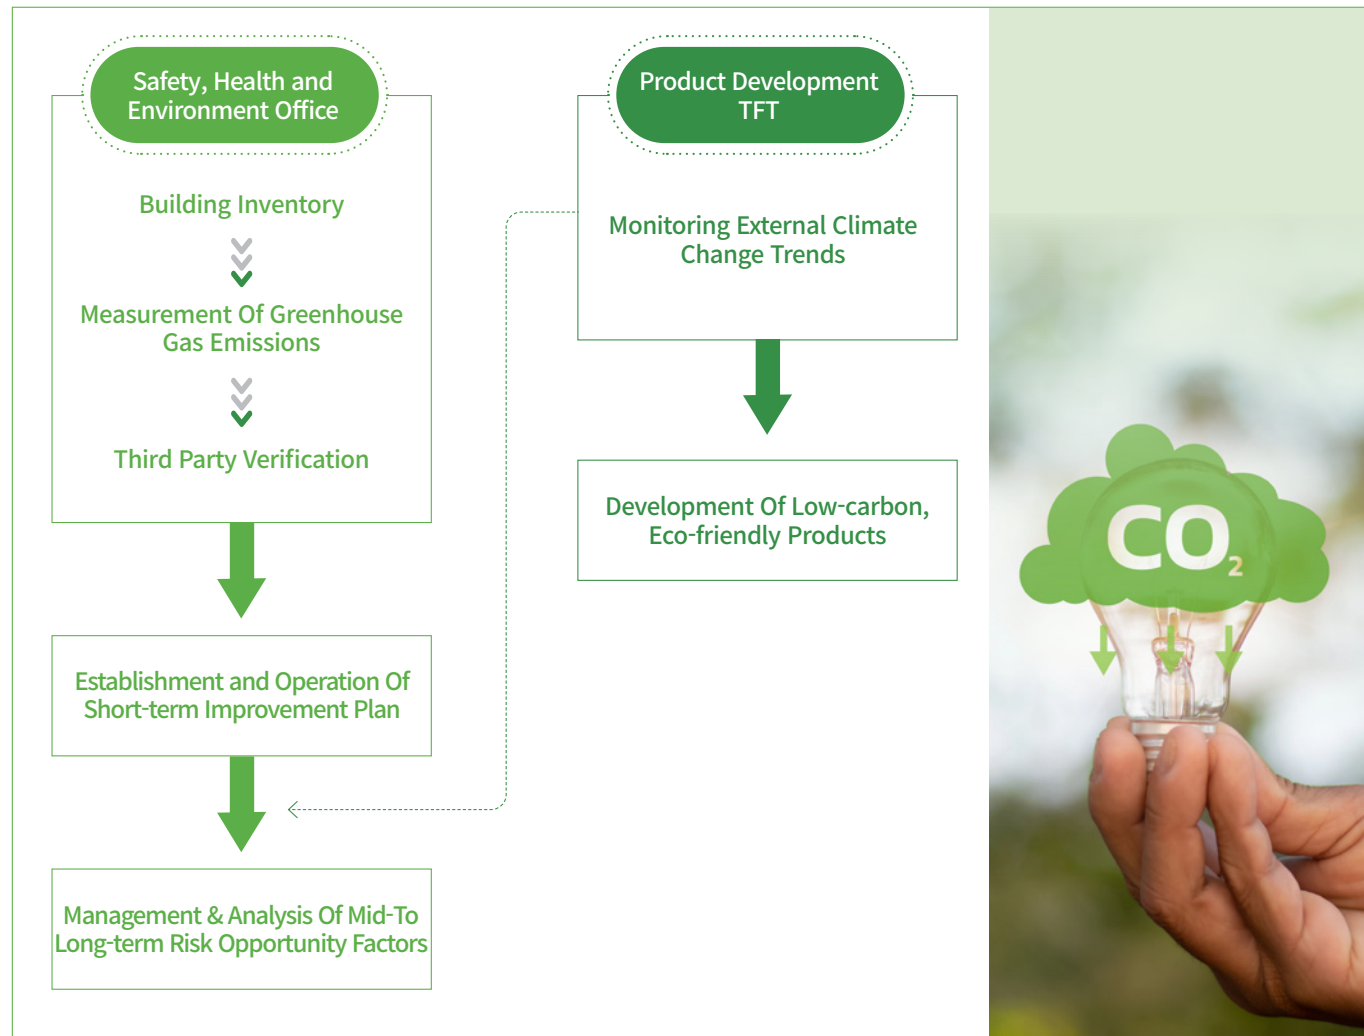 Safety, Health and
Environment Office
Building Inventory
Measurement Of Greenhouse
Gas Emissions
Third Party Verification
Establishment and Operation Of
Short-term Improvement Plan
Management & Analysis Of Mid-To
Long-term Risk Opportunity Factors
Product Development
TFT
Monitoring External Climate
Change Trends
Development Of Low-carbon,
Eco-friendly Products
CO2